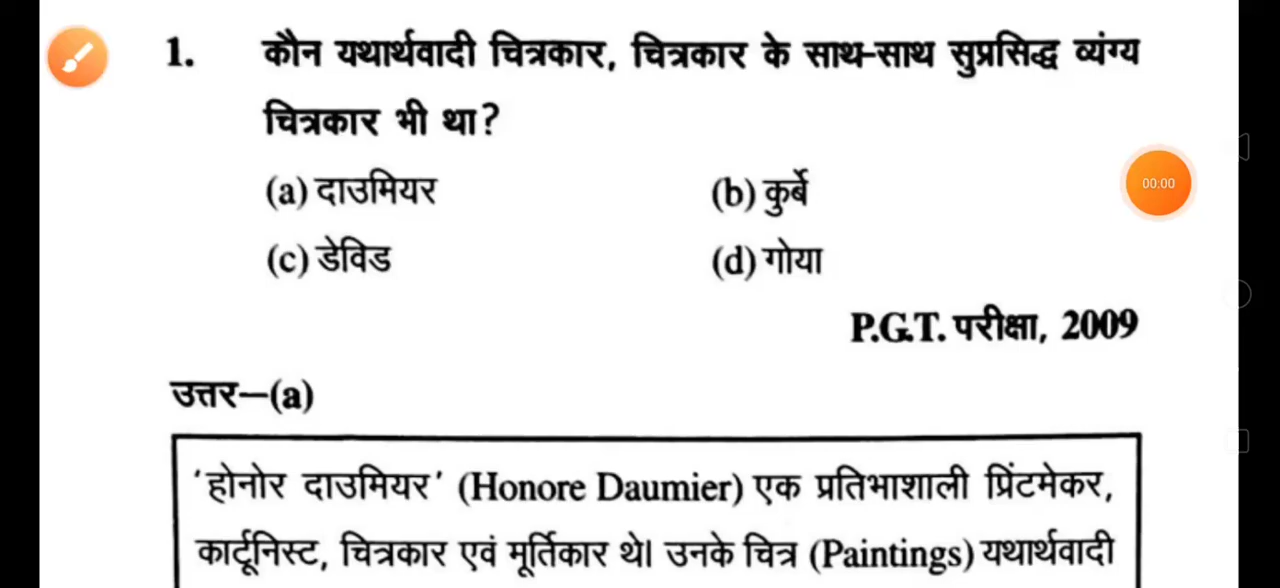 1. कौन यथार्थवादी चित्रकार, चित्रकार के साथ-साथ सुप्रसिद्ध व्यंग्य
चित्रकार भी था?
(a) दाउमियर (b) कुर्बे
00:00
(c) डेविड (d) गोया
P.G.T. परीक्षा, 2009
उत्तर—(a)
'होनोर दाउमियर' (Honore Daumier) एक प्रतिभाशाली प्रिंटमेकर,
कार्टूनिस्ट, चित्रकार एवं मूर्तिकार थे। उनके चित्र (Paintings) यथार्थवादी